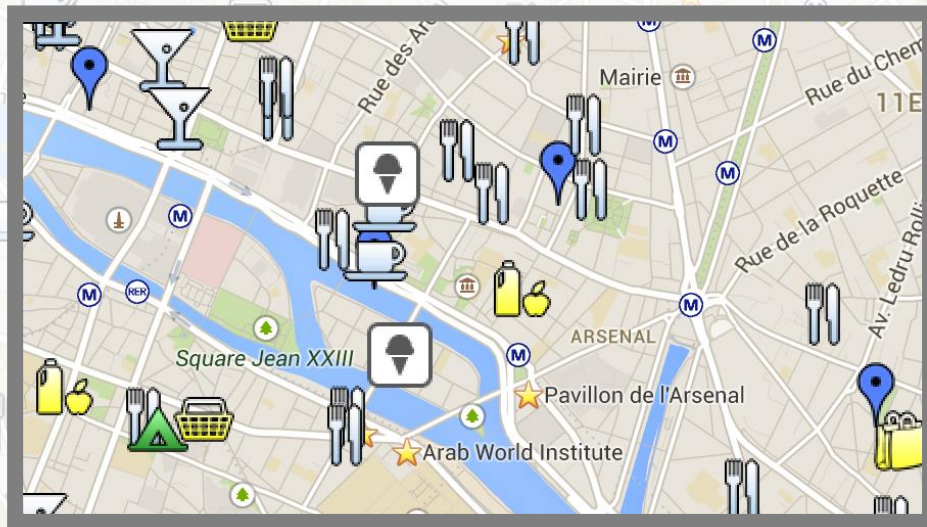 M
M
Rue des Ar
Mairie
Rue du Chem
11E
M
M
Rue de la Roquette
M
Av. Ledru Rolli
M
RER
M
ARSENAL
M
Square Jean XXIII
Pavillon de l'Arsenal
Arab World Institute